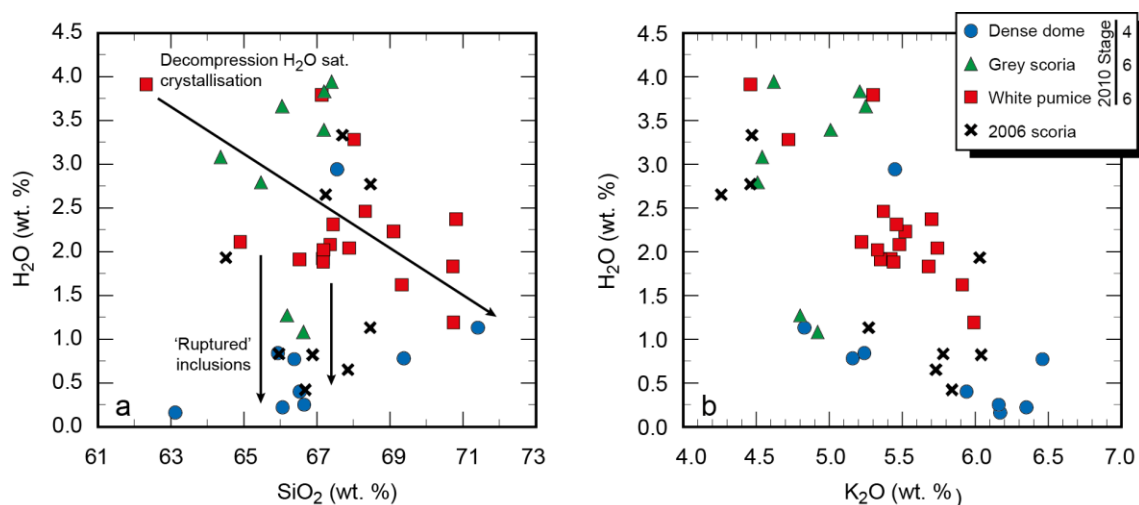 4.5
4.0
3.5
3.0
2.5
2.0
1.5
1.0
0.5
0.0
H₂O (wt. %)
Decompression H₂O sat.
crystallisation
'Ruptured'
inclusions
a
61 63 65 67 69 71 73
SiO₂ (wt. %)
4.5
4.0
3.5
3.0
2.5
2.0
1.5
1.0
0.5
0.0
H₂O (wt. %)
b
4.0 4.5 5.0 5.5 6.0 6.5 7.0
K₂O (wt. %)
Dense dome 4
Grey scoria 6
White pumice 6
2010 Stage
2006 scoria